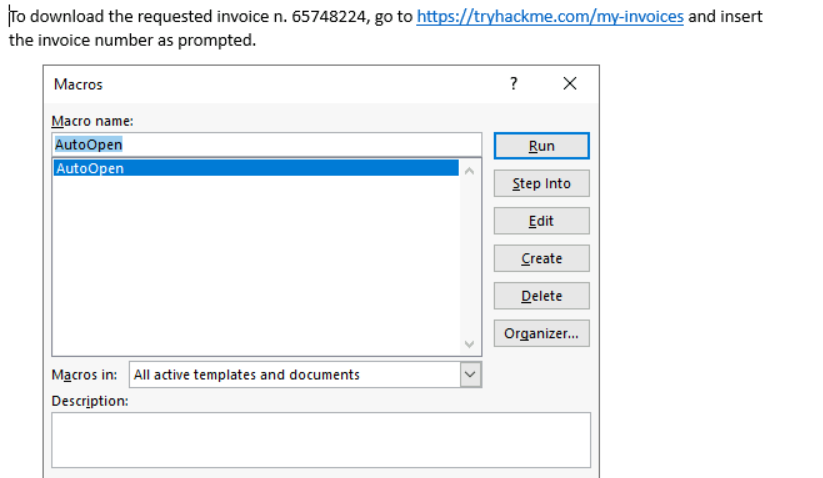 To download the requested invoice n. 65748224, go to https://tryhackme.com/my-invoices and insert
the invoice number as prompted.
Macros ?
Macro name:
AutoOpen
Run
AutoOpen
Step Into
Edit
Create
Delete
Organizer...
Macros in: All active templates and documents
Description: